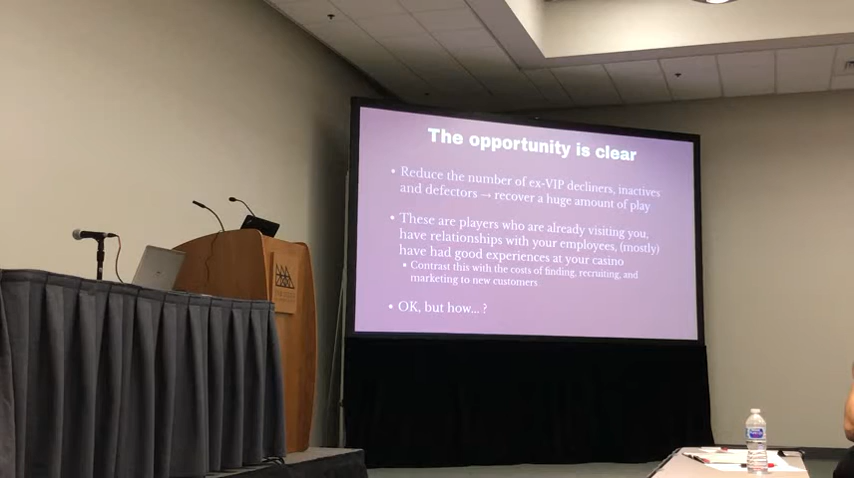 The opportunity is clear
• Reduce the number of ex-VIP decliners, inactives
and defectors → recover a huge amount of play
• These are players who are already visiting you,
have relationships with your employees, (mostly)
have had good experiences at your casino
• Contrast this with the costs of finding, recruiting, and
marketing to new customers
• OK, but how... ?